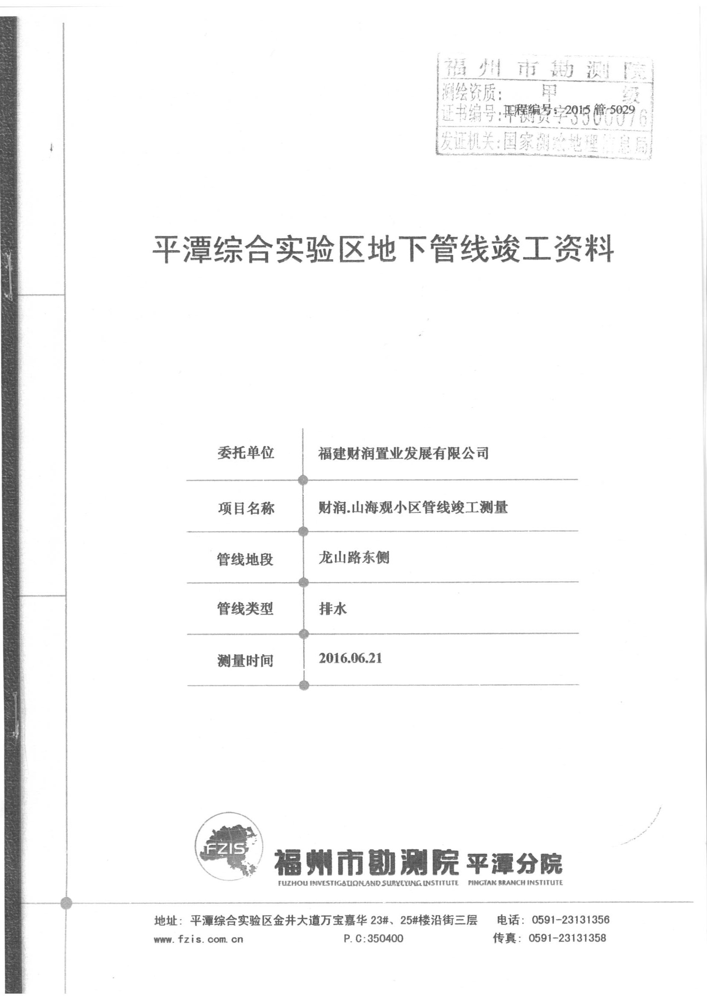 福州市勘测院
测绘资质: 甲 级
证书编号:甲测资字3500076
工程编号: 2015管5029
发证机关:国家测绘地理信息局
平潭综合实验区地下管线竣工资料
委托单位 福建财润置业发展有限公司
项目名称 财润.山海观小区管线竣工测量
管线地段 龙山路东侧
管线类型 排水
测量时间 2016.06.21
FZIS
福州市勘测院 平潭分院
FUZHOU INVESTIGATION AND SURVEYING INSTITUTE PINGTAN BRANCH INSTITUTE
地址: 平潭综合实验区金井大道万宝嘉华 23#、25#楼沿街三层 电话: 0591-23131356
www.fzis.com.cn P.C:350400 传真: 0591-23131358